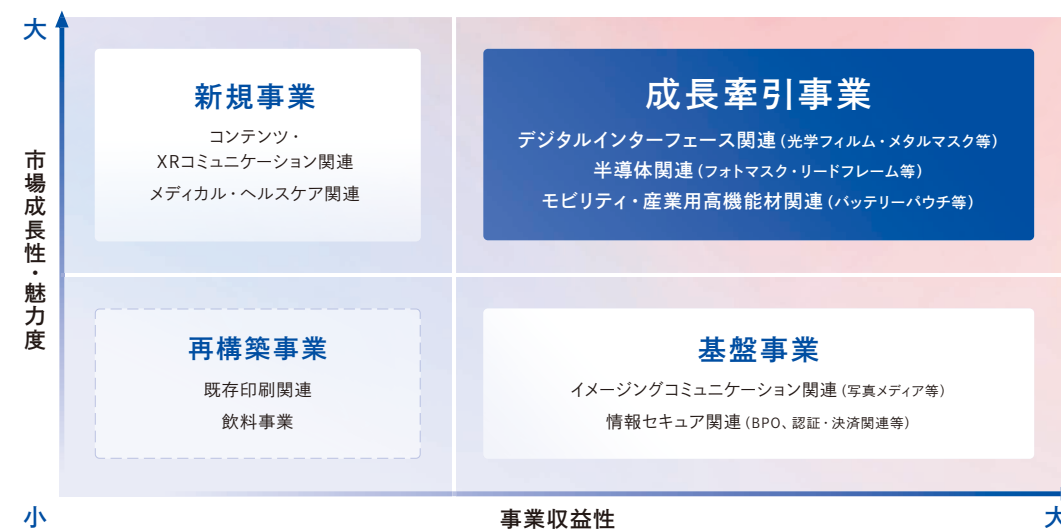 大
市場成長性・魅力度
新規事業
コンテンツ・
XRコミュニケーション関連
メディカル・ヘルスケア関連
成長牽引事業
デジタルインターフェース関連(光学フィルム・メタルマスク等)
半導体関連(フォトマスク・リードフレーム等)
モビリティ・産業用高機能材関連(バッテリーパウチ等)
再構築事業
既存印刷関連
飲料事業
基盤事業
イメージングコミュニケーション関連(写真メディア等)
情報セキュア関連(BPO、認証・決済関連等)
小
事業収益性
大